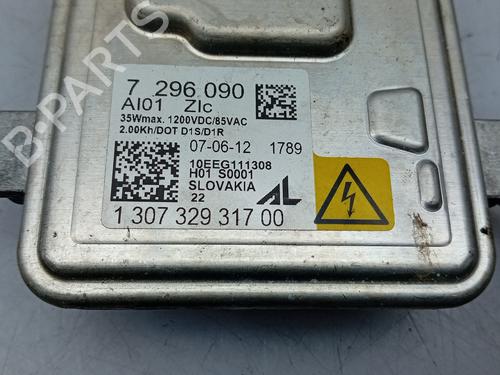 7 296 090
AI01 ZIc
35Wmax. 1200VDC/85VAC
2.00Kh/DOT D1S/D1R
07-06-12 1789
10EEG111308
H01 S0001
SLOVAKIA
22
AL
1 307 329 317 00
B-Parts